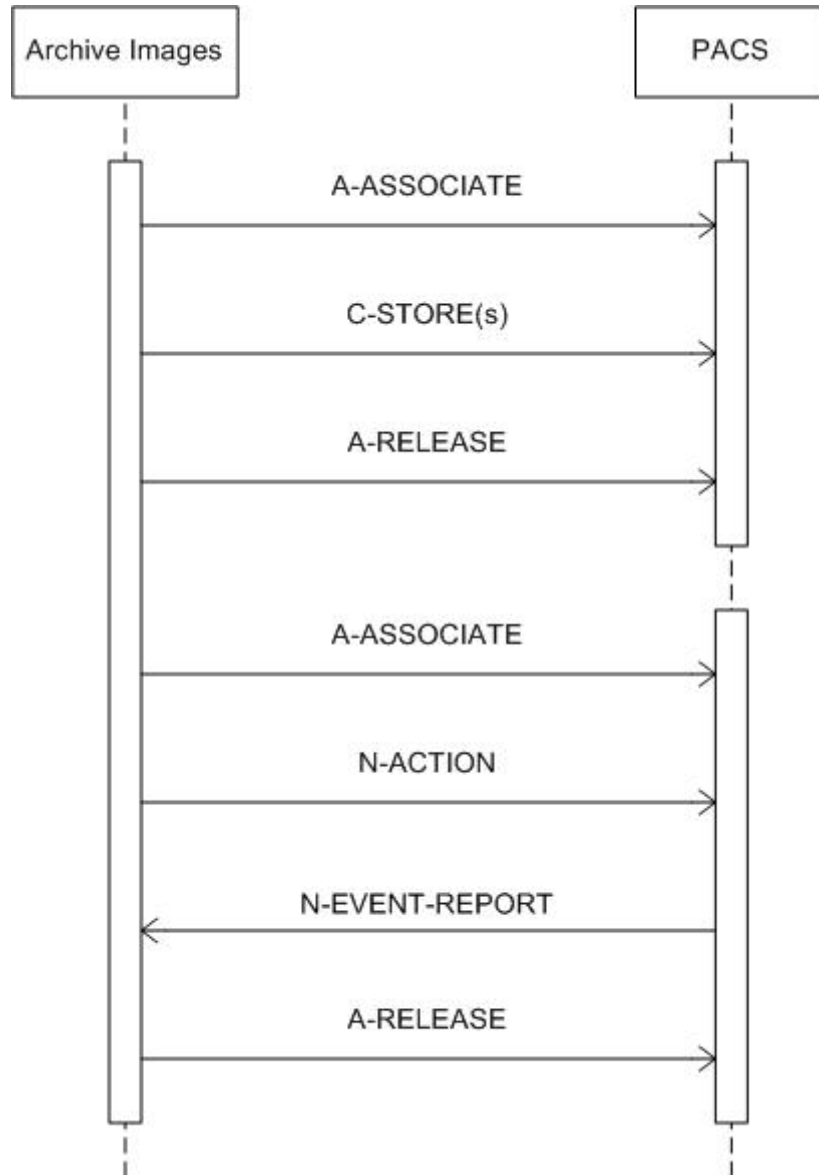 Archive Images
PACS
A-ASSOCIATE
C-STORE(s)
A-RELEASE
A-ASSOCIATE
N-ACTION
N-EVENT-REPORT
A-RELEASE